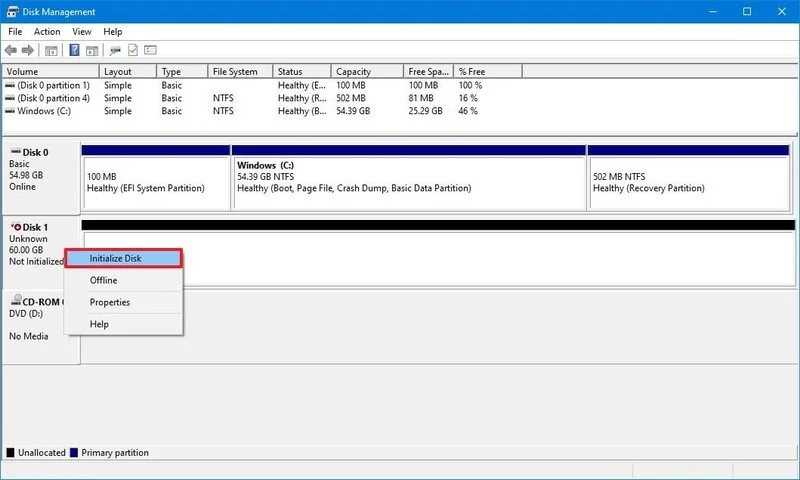 Disk Management
File Action View Help
Volume Layout Type File System Status Capacity Free Spa... % Free
(Disk 0 partition 1) Simple Basic Healthy (E... 100 MB 100 MB 100 %
(Disk 0 partition 4) Simple Basic NTFS Healthy (R... 502 MB 81 MB 16 %
Windows (C:) Simple Basic NTFS Healthy (B... 54.39 GB 25.29 GB 46 %
Disk 0
Basic
54.98 GB
Online
100 MB
Healthy (EFI System Partition)
Windows (C:)
54.39 GB NTFS
Healthy (Boot, Page File, Crash Dump, Basic Data Partition)
502 MB NTFS
Healthy (Recovery Partition)
Disk 1
Unknown
60.00 GB
Not Initialized
Initialize Disk
Offline
Properties
Help
CD-ROM
DVD (D:)
No Media
Unallocated Primary partition